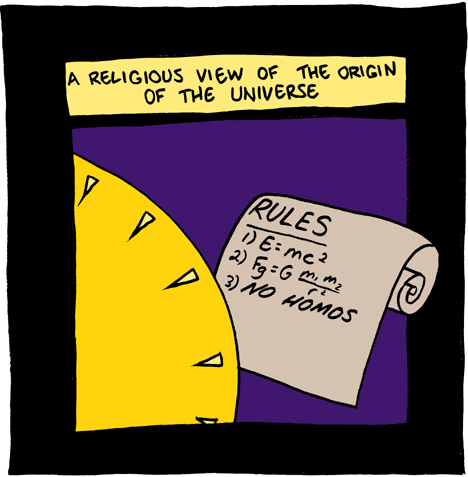 A RELIGIOUS VIEW OF THE ORIGIN
OF THE UNIVERSE
RULES
1) E=mc²
2) Fg=G m₁m₂/r²
3) NO HOMOS